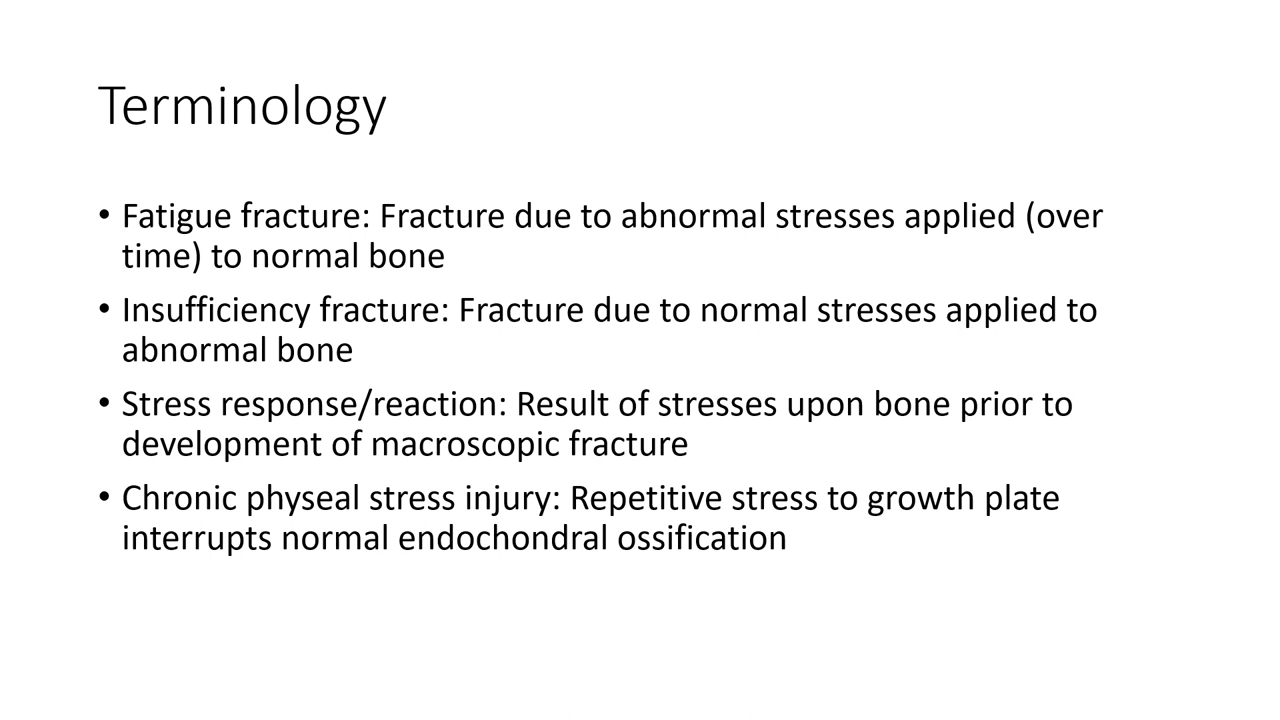 Terminology
• Fatigue fracture: Fracture due to abnormal stresses applied (over
time) to normal bone
• Insufficiency fracture: Fracture due to normal stresses applied to
abnormal bone
• Stress response/reaction: Result of stresses upon bone prior to
development of macroscopic fracture
• Chronic physeal stress injury: Repetitive stress to growth plate
interrupts normal endochondral ossification